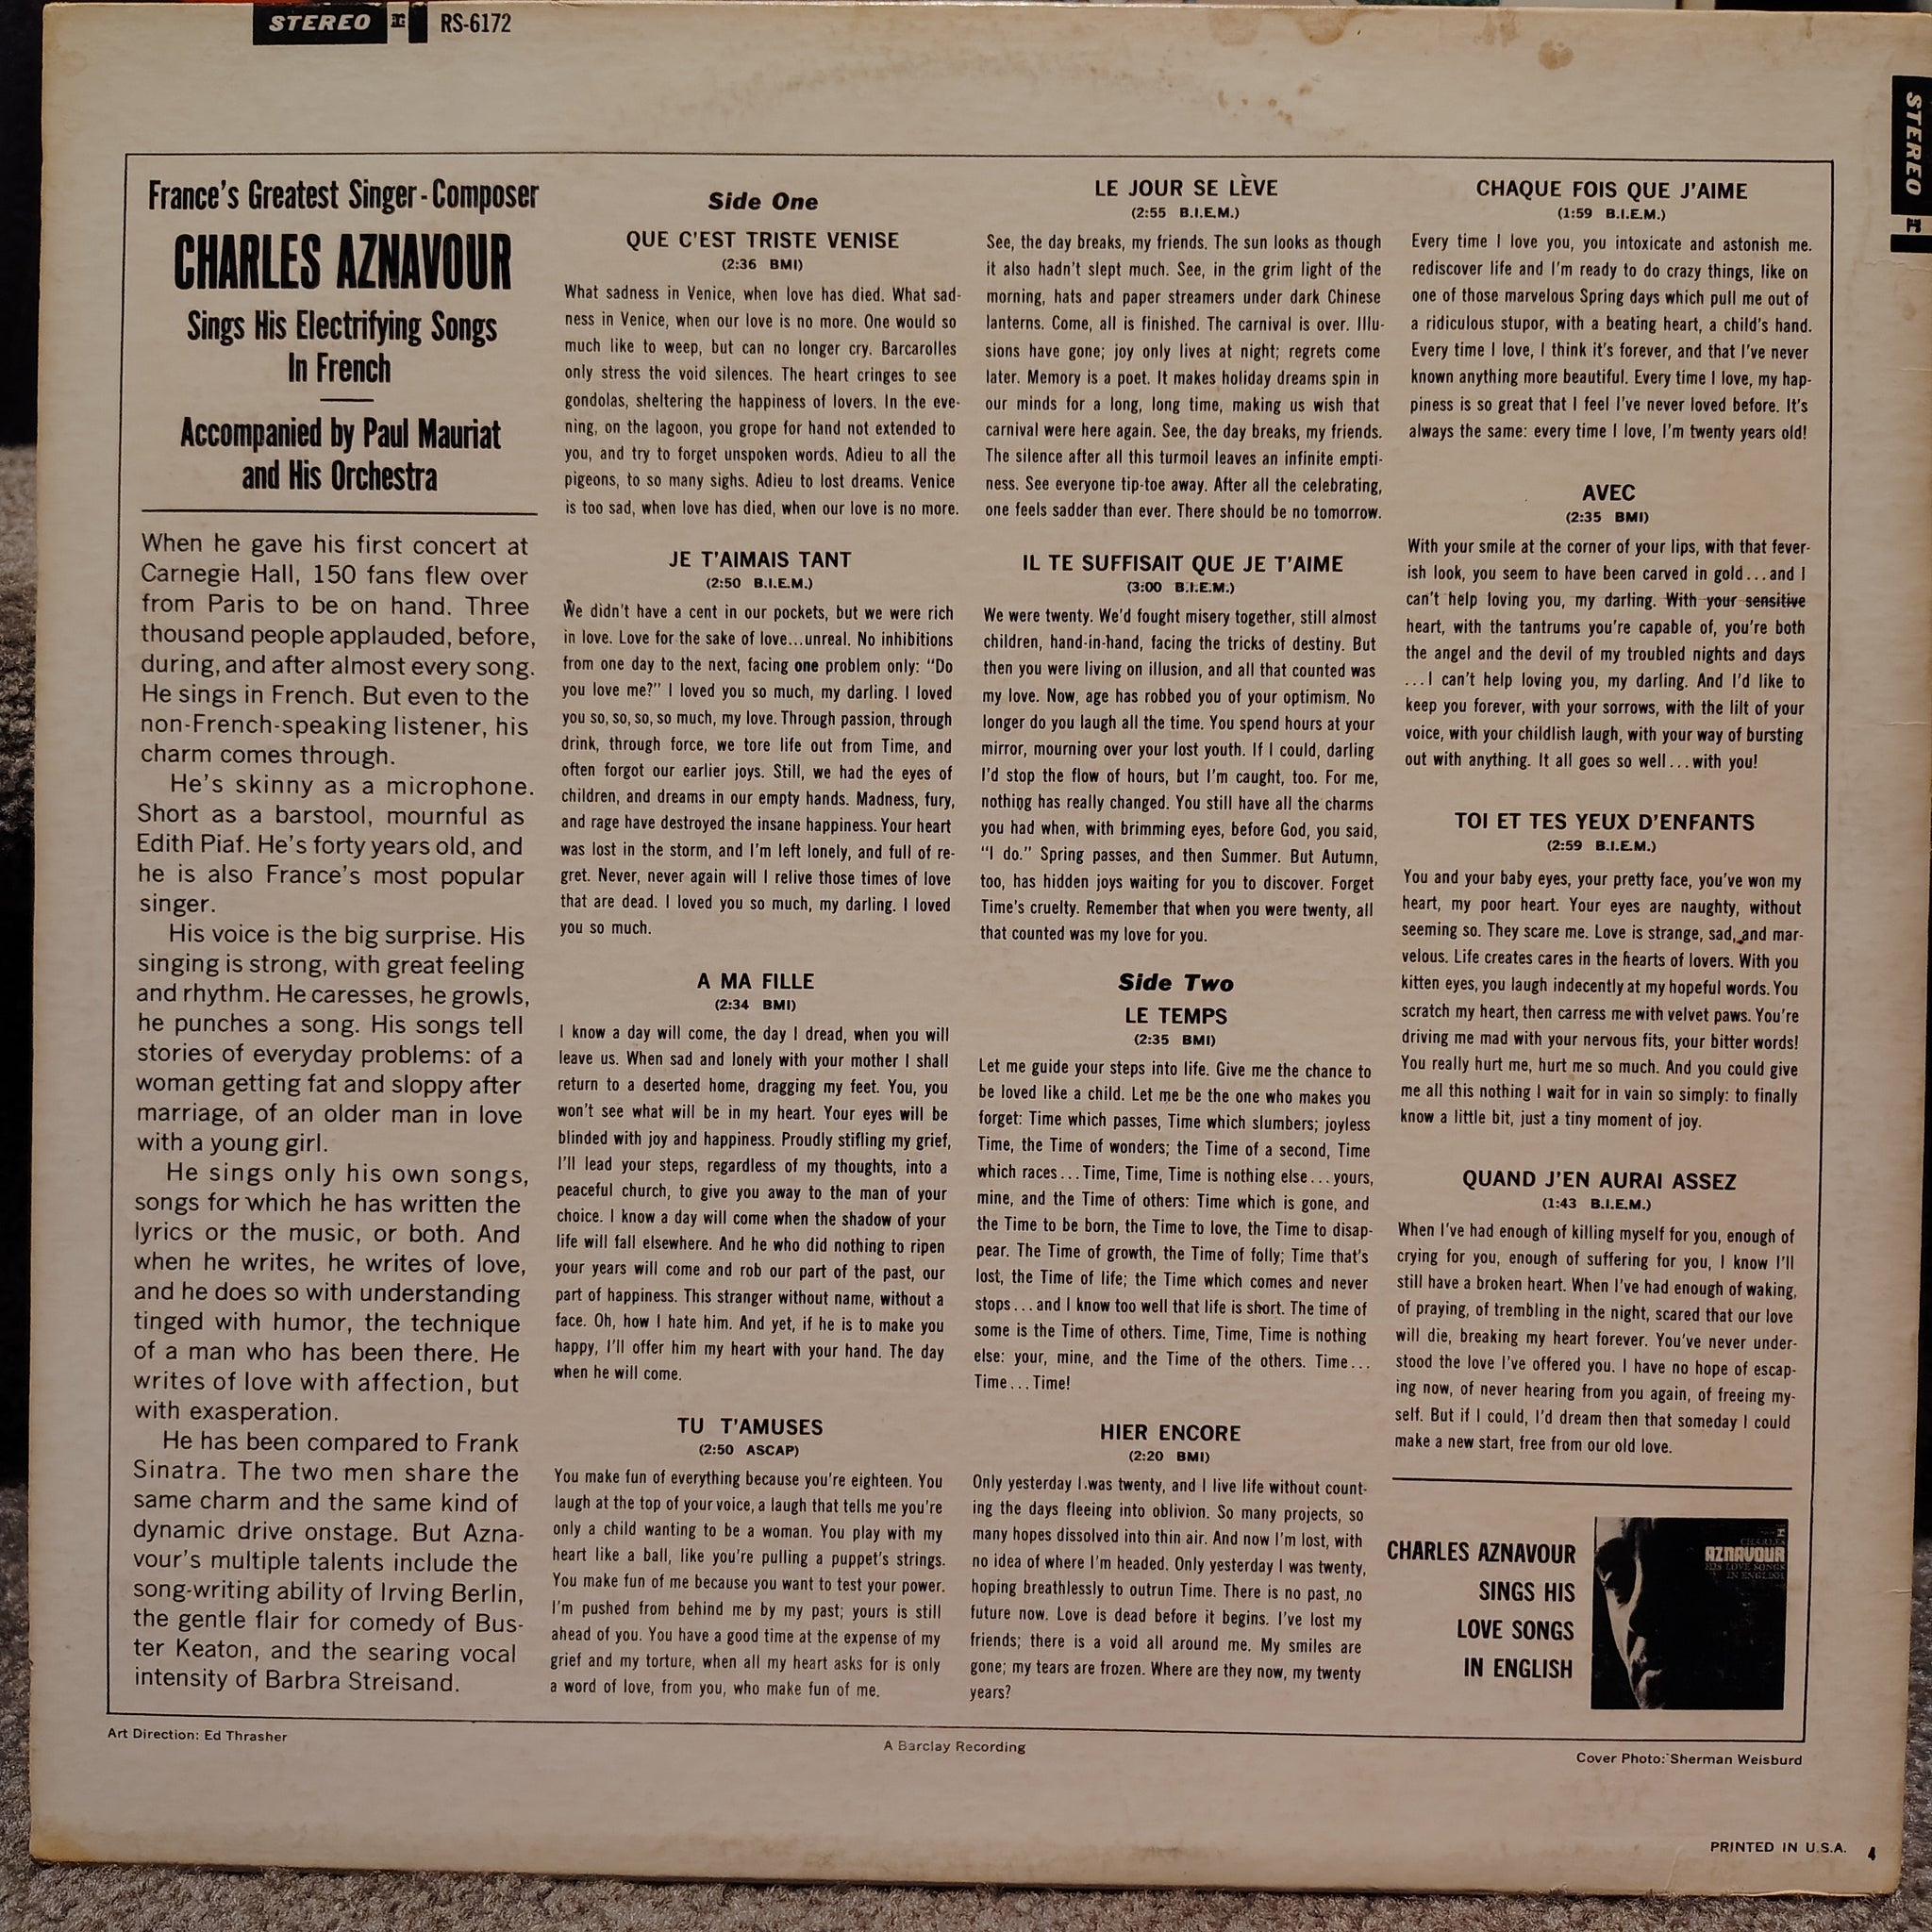 STEREO RS-6172
STEREO
France's Greatest Singer-Composer
CHARLES AZNAVOUR
Sings His Electrifying Songs
In French
Accompanied by Paul Mauriat
and His Orchestra
When he gave his first concert at
Carnegie Hall, 150 fans flew over
from Paris to be on hand. Three
thousand people applauded, before,
during, and after almost every song.
He sings in French. But even to the
non-French-speaking listener, his
charm comes through.
He's skinny as a microphone.
Short as a barstool, mournful as
Edith Piaf. He's forty years old, and
he is also France's most popular
singer.
His voice is the big surprise. His
singing is strong, with great feeling
and rhythm. He caresses, he growls,
he punches a song. His songs tell
stories of everyday problems: of a
woman getting fat and sloppy after
marriage, of an older man in love
with a young girl.
He sings only his own songs,
songs for which he has written the
lyrics or the music, or both. And
when he writes, he writes of love,
and he does so with understanding
tinged with humor, the technique
of a man who has been there. He
writes of love with affection, but
with exasperation.
He has been compared to Frank
Sinatra. The two men share the
same charm and the same kind of
dynamic drive onstage. But Azna-
vour's multiple talents include the
song-writing ability of Irving Berlin,
the gentle flair for comedy of Bus-
ter Keaton, and the searing vocal
intensity of Barbra Streisand.
Side One
QUE C'EST TRISTE VENISE
(2:36 BMI)
What sadness in Venice, when love has died. What sad-
ness in Venice, when our love is no more. One would so
much like to weep, but can no longer cry. Barcarolles
only stress the void silences. The heart cringes to see
gondolas, sheltering the happiness of lovers. In the eve-
ning, on the lagoon, you grope for hand not extended to
you, and try to forget unspoken words. Adieu to all the
pigeons, to so many sighs. Adieu to lost dreams. Venice
is too sad, when love has died, when our love is no more.
JE T'AIMAIS TANT
(2:50 B.I.E.M.)
We didn't have a cent in our pockets, but we were rich
in love. Love for the sake of love...unreal. No inhibitions
from one day to the next, facing one problem only: "Do
you love me?" I loved you so much, my darling. I loved
you so, so, so, so much, my love. Through passion, through
drink, through force, we tore life out from Time, and
often forgot our earlier joys. Still, we had the eyes of
children, and dreams in our empty hands. Madness, fury,
and rage have destroyed the insane happiness. Your heart
was lost in the storm, and I'm left lonely, and full of re-
gret. Never, never again will I relive those times of love
that are dead. I loved you so much, my darling. I loved
you so much.
A MA FILLE
(2:34 BMI)
I know a day will come, the day I dread, when you will
leave us. When sad and lonely with your mother I shall
return to a deserted home, dragging my feet. You, you
won't see what will be in my heart. Your eyes will be
blinded with joy and happiness. Proudly stifling my grief,
I'll lead your steps, regardless of my thoughts, into a
peaceful church, to give you away to the man of your
choice. I know a day will come when the shadow of your
life will fall elsewhere. And he who did nothing to ripen
your years will come and rob our part of the past, our
part of happiness. This stranger without name, without a
face. Oh, how I hate him. And yet, if he is to make you
happy, I'll offer him my heart with your hand. The day
when he will come.
TU T'AMUSES
(2:50 ASCAP)
You make fun of everything because you're eighteen. You
laugh at the top of your voice, a laugh that tells me you're
only a child wanting to be a woman. You play with my
heart like a ball, like you're pulling a puppet's strings.
You make fun of me because you want to test your power.
I'm pushed from behind me by my past; yours is still
ahead of you. You have a good time at the expense of my
grief and my torture, when all my heart asks for is only
a word of love, from you, who make fun of me.
LE JOUR SE LÈVE
(2:55 B.I.E.M.)
See, the day breaks, my friends. The sun looks as though
it also hadn't slept much. See, in the grim light of the
morning, hats and paper streamers under dark Chinese
lanterns. Come, all is finished. The carnival is over. Illu-
sions have gone; joy only lives at night; regrets come
later. Memory is a poet. It makes holiday dreams spin in
our minds for a long, long time, making us wish that
carnival were here again. See, the day breaks, my friends.
The silence after all this turmoil leaves an infinite empti-
ness. See everyone tip-toe away. After all the celebrating,
one feels sadder than ever. There should be no tomorrow.
IL TE SUFFISAIT QUE JE T'AIME
(3:00 B.I.E.M.)
We were twenty. We'd fought misery together, still almost
children, hand-in-hand, facing the tricks of destiny. But
then you were living on illusion, and all that counted was
my love. Now, age has robbed you of your optimism. No
longer do you laugh all the time. You spend hours at your
mirror, mourning over your lost youth. If I could, darling
I'd stop the flow of hours, but I'm caught, too. For me,
nothing has really changed. You still have all the charms
you had when, with brimming eyes, before God, you said,
"I do." Spring passes, and then Summer. But Autumn,
too, has hidden joys waiting for you to discover. Forget
Time's cruelty. Remember that when you were twenty, all
that counted was my love for you.
Side Two
LE TEMPS
(2:35 BMI)
Let me guide your steps into life. Give me the chance to
be loved like a child. Let me be the one who makes you
forget: Time which passes, Time which slumbers; joyless
Time, the Time of wonders; the Time of a second, Time
which races...Time, Time, Time is nothing else...yours,
mine, and the Time of others: Time which is gone, and
the Time to be born, the Time to love, the Time to disap-
pear. The Time of growth, the Time of folly; Time that's
lost, the Time of life; the Time which comes and never
stops...and I know too well that life is short. The time of
some is the Time of others. Time, Time, Time is nothing
else: your, mine, and the Time of the others. Time...
Time...Time!
HIER ENCORE
(2:20 BMI)
Only yesterday I was twenty, and I live life without count-
ing the days fleeing into oblivion. So many projects, so
many hopes dissolved into thin air. And now I'm lost, with
no idea of where I'm headed. Only yesterday I was twenty,
hoping breathlessly to outrun Time. There is no past, no
future now. Love is dead before it begins. I've lost my
friends; there is a void all around me. My smiles are
gone; my tears are frozen. Where are they now, my twenty
years?
CHAQUE FOIS QUE J'AIME
(1:59 B.I.E.M.)
Every time I love you, you intoxicate and astonish me.
rediscover life and I'm ready to do crazy things, like on
one of those marvelous Spring days which pull me out of
a ridiculous stupor, with a beating heart, a child's hand.
Every time I love, I think it's forever, and that I've never
known anything more beautiful. Every time I love, my hap-
piness is so great that I feel I've never loved before. It's
always the same: every time I love, I'm twenty years old!
AVEC
(2:35 BMI)
With your smile at the corner of your lips, with that fever-
ish look, you seem to have been carved in gold...and I
can't help loving you, my darling. With your sensitive
heart, with the tantrums you're capable of, you're both
the angel and the devil of my troubled nights and days
...I can't help loving you, my darling. And I'd like to
keep you forever, with your sorrows, with the lilt of your
voice, with your childlish laugh, with your way of bursting
out with anything. It all goes so well...with you!
TOI ET TES YEUX D'ENFANTS
(2:59 B.I.E.M.)
You and your baby eyes, your pretty face, you've won my
heart, my poor heart. Your eyes are naughty, without
seeming so. They scare me. Love is strange, sad, and mar-
velous. Life creates cares in the hearts of lovers. With you
kitten eyes, you laugh indecently at my hopeful words. You
scratch my heart, then carress me with velvet paws. You're
driving me mad with your nervous fits, your bitter words!
You really hurt me, hurt me so much. And you could give
me all this nothing I wait for in vain so simply: to finally
know a little bit, just a tiny moment of joy.
QUAND J'EN AURAI ASSEZ
(1:43 B.I.E.M.)
When I've had enough of killing myself for you, enough of
crying for you, enough of suffering for you, I know I'll
still have a broken heart. When I've had enough of waking,
of praying, of trembling in the night, scared that our love
will die, breaking my heart forever. You've never under-
stood the love I've offered you. I have no hope of escap-
ing now, of never hearing from you again, of freeing my-
self. But if I could, I'd dream then that someday I could
make a new start, free from our old love.
CHARLES AZNAVOUR
SINGS HIS
LOVE SONGS
IN ENGLISH
CHARLES
AZNAVOUR
HIS LOVE SONGS
IN ENGLISH
Art Direction: Ed Thrasher
A Barclay Recording
Cover Photo: Sherman Weisburd
PRINTED IN U.S.A. 4